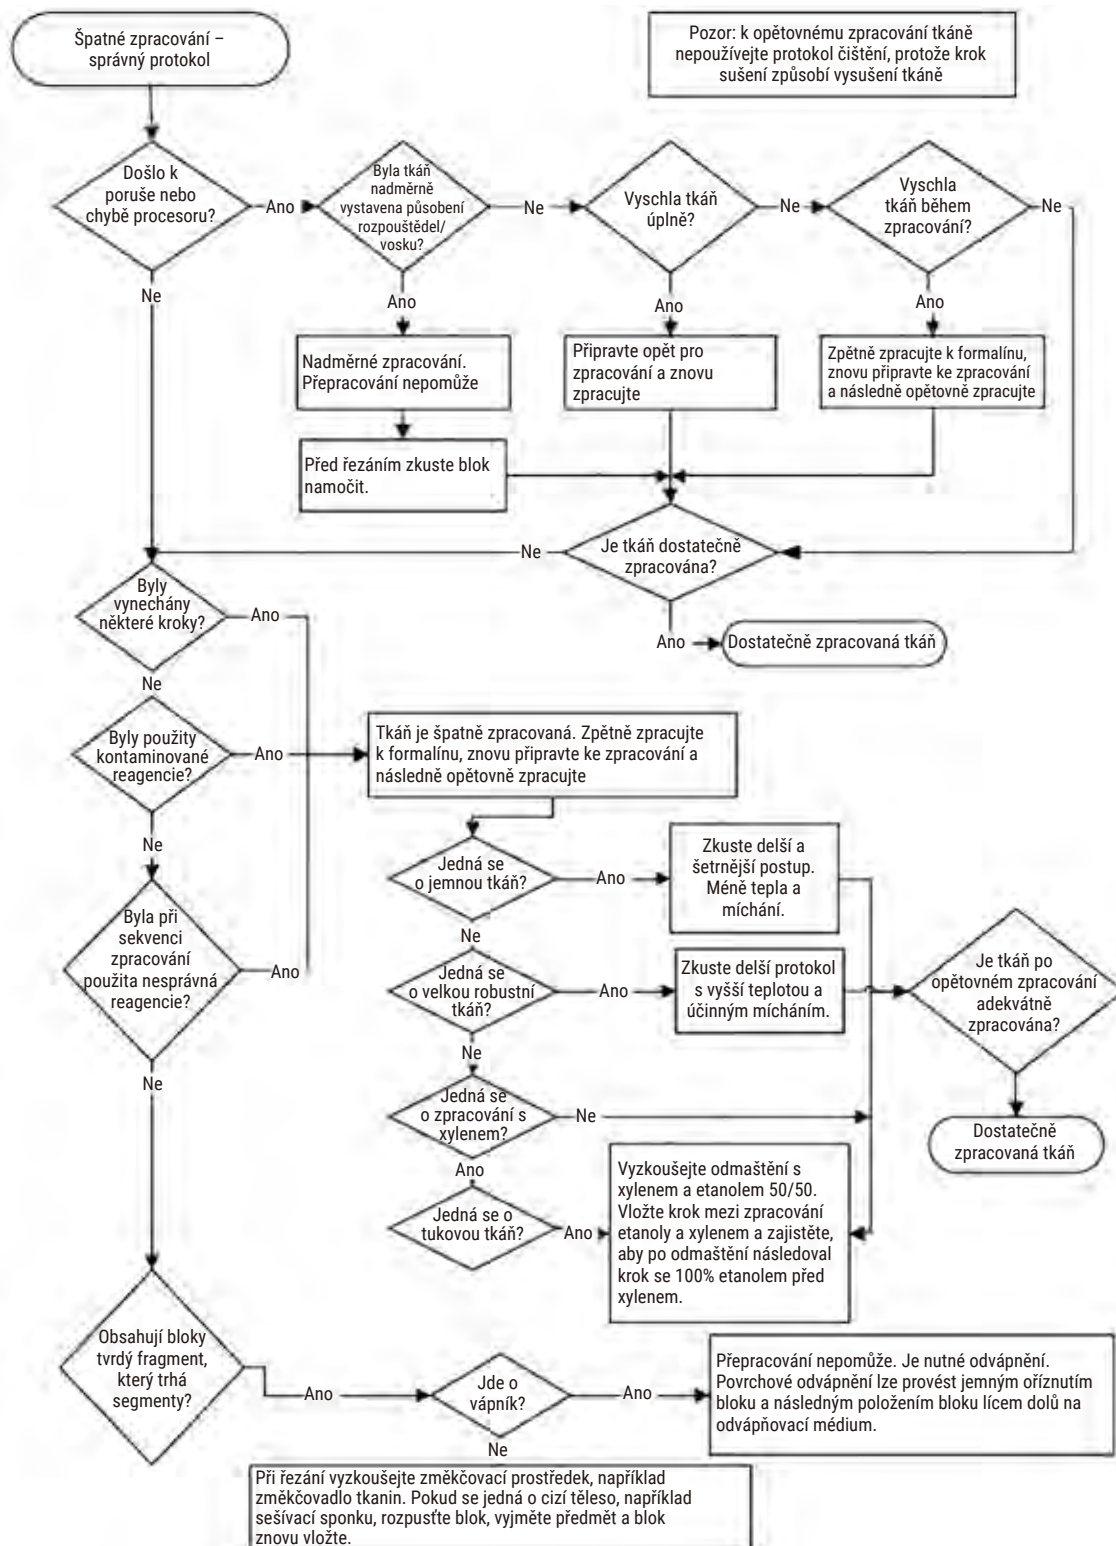 Špatné zpracování –
správný protokol
Pozor: k opětovnému zpracování tkáně
nepoužívejte protokol čištění, protože krok
sušení způsobí vysušení tkáně
Došlo k
poruše nebo
chybě procesoru?
Ano
Byla tkáň
nadměrně
vystavena působení
rozpouštědel/
vosku?
Ne
Vyschla tkáň
úplně?
Ne
Vyschla
tkáň během
zpracování?
Ne
Ne
Ano
Ano
Ano
Nadměrné zpracování.
Přepracování nepomůže
Připravte opět pro
zpracování a znovu
zpracujte
Zpětně zpracujte k formalínu,
znovu připravte ke zpracování
a následně opětovně zpracujte
Před řezáním zkuste blok
namočit.
Ne
Je tkáň dostatečně
zpracována?
Ano
Dostatečně zpracovaná tkáň
Byly
vynechány
některé kroky?
Ano
Ne
Byly použity
kontaminované
reagencie?
Ano
Tkáň je špatně zpracovaná. Zpětně zpracujte
k formalínu, znovu připravte ke zpracování a
následně opětovně zpracujte
Ne
Byla při
sekvenci
zpracování
použita nesprávná
reagencie?
Ano
Ne
Jedná se
o jemnou tkáň?
Ano
Zkuste delší a
šetrnější postup.
Méně tepla a
míchání.
Ne
Jedná se
o velkou robustní
tkáň?
Ano
Zkuste delší protokol
s vyšší teplotou a
účinným mícháním.
Je tkáň po
opětovném zpracování
adekvátně
zpracována?
Ne
Jedná se
o zpracování s
xylenem?
Ne
Dostatečně
zpracovaná tkáň
Ano
Jedná se o
tukovou tkáň?
Ano
Vyzkoušejte odmaštění s
xylenem a etanolem 50/50.
Vložte krok mezi zpracování
etanoly a xylenem a zajistěte,
aby po odmaštění následoval
krok se 100% etanolem před
xylenem.
Obsahují bloky
tvrdý fragment,
který trhá
segmenty?
Ano
Jde o
vápník?
Ano
Přepracování nepomůže. Je nutné odvápnění.
Povrchové odvápnění lze provést jemným oříznutím
bloku a následným položením bloku lícem dolů na
odvápňovací médium.
Ne
Při řezání vyzkoušejte změkčovací prostředek, například
změkčovadlo tkanin. Pokud se jedná o cizí těleso, například
sešívací sponku, rozpusťte blok, vyjměte předmět a blok
znovu vložte.